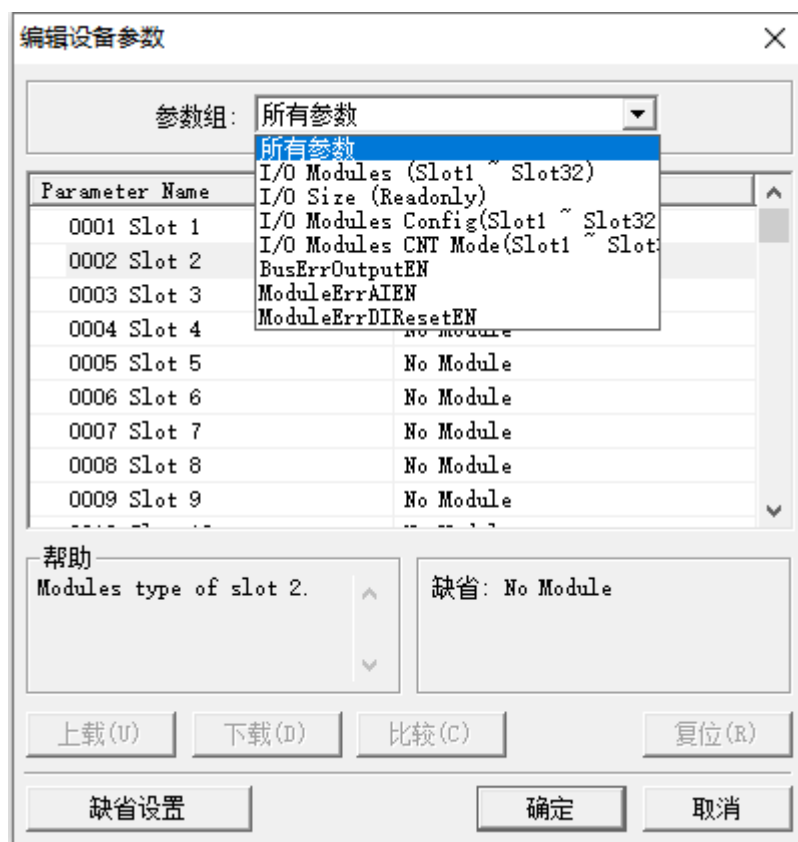 编辑设备参数
参数组: 所有参数
所有参数
I/O Modules (Slot1 ~ Slot32)
I/O Size (Readonly)
I/O Modules Config(Slot1 ~ Slot32
I/O Modules CNT Mode(Slot1 ~ Slot
BusErrOutputEN
ModuleErrAIEN
ModuleErrDIResetEN
Parameter Name
0001 Slot 1
0002 Slot 2
0003 Slot 3
0004 Slot 4 No Module
0005 Slot 5 No Module
0006 Slot 6 No Module
0007 Slot 7 No Module
0008 Slot 8 No Module
0009 Slot 9 No Module
帮助
Modules type of slot 2.
缺省: No Module
上载(U) 下载(D) 比较(C) 复位(R)
缺省设置 确定 取消